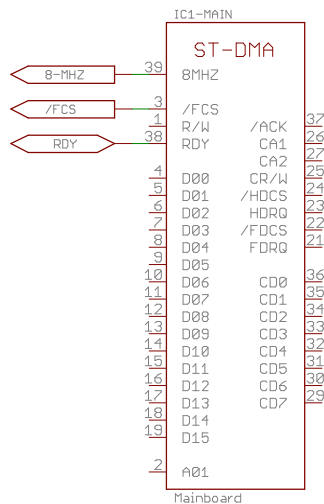 IC1-MAIN
ST-DMA
8-MHZ 39 8MHZ
/FCS 3 /FCS
1 R/W /ACK 37
RDY 38 RDY CA1 26
CA2 27
4 D00 CR/W 25
5 D01 /HDCS 24
6 D02 HDRQ 23
7 D03 /FDCS 22
8 D04 FDRQ 21
9 D05
10 D06 CD0 36
11 D07 CD1 35
12 D08 CD2 34
13 D09 CD3 33
14 D10 CD4 32
15 D11 CD5 31
16 D12 CD6 30
17 D13 CD7 29
18 D14
19 D15
2 A01
Mainboard